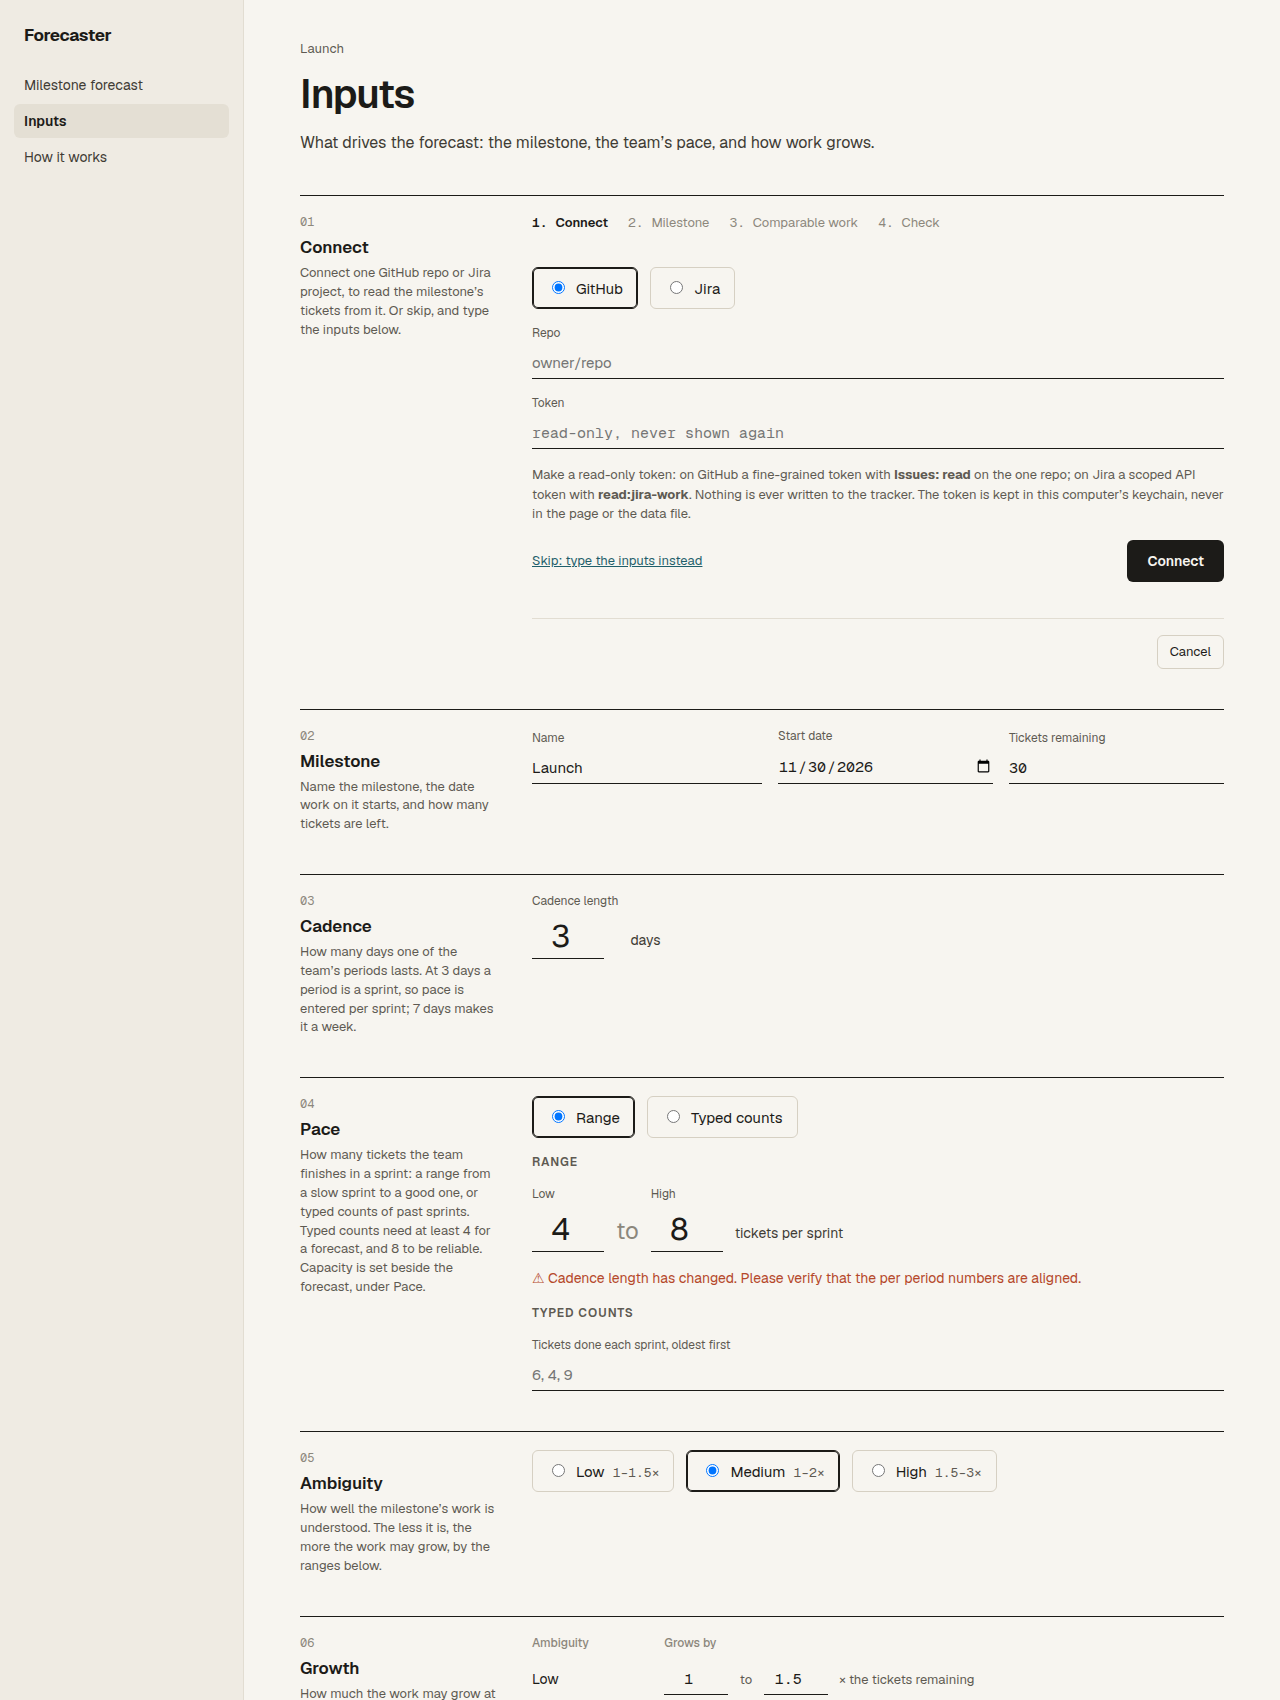 Forecaster
Milestone forecast
Inputs
How it works
Launch
Inputs
What drives the forecast: the milestone, the team's pace, and how work grows.
01
Connect
Connect one GitHub repo or Jira
project, to read the milestone's
tickets from it. Or skip, and type
the inputs below.
1. Connect 2. Milestone 3. Comparable work 4. Check
GitHub Jira
Repo
owner/repo
Token
read-only, never shown again
Make a read-only token: on GitHub a fine-grained token with Issues: read on the one repo; on Jira a scoped API
token with read:jira-work. Nothing is ever written to the tracker. The token is kept in this computer's keychain, never
in the page or the data file.
Skip: type the inputs instead
Connect
Cancel
02
Milestone
Name the milestone, the date
work on it starts, and how many
tickets are left.
Name Start date Tickets remaining
Launch 11/30/2026 30
03
Cadence
How many days one of the
team's periods lasts. At 3 days a
period is a sprint, so pace is
entered per sprint; 7 days makes
it a week.
Cadence length
3 days
04
Pace
How many tickets the team
finishes in a sprint: a range from
a slow sprint to a good one, or
typed counts of past sprints.
Typed counts need at least 4 for
a forecast, and 8 to be reliable.
Capacity is set beside the
forecast, under Pace.
Range Typed counts
RANGE
Low High
4 to 8 tickets per sprint
⚠ Cadence length has changed. Please verify that the per period numbers are aligned.
TYPED COUNTS
Tickets done each sprint, oldest first
6, 4, 9
05
Ambiguity
How well the milestone's work is
understood. The less it is, the
more the work may grow, by the
ranges below.
Low 1–1.5× Medium 1–2× High 1.5–3×
06
Growth
How much the work may grow at
Ambiguity Grows by
Low 1 to 1.5 × the tickets remaining